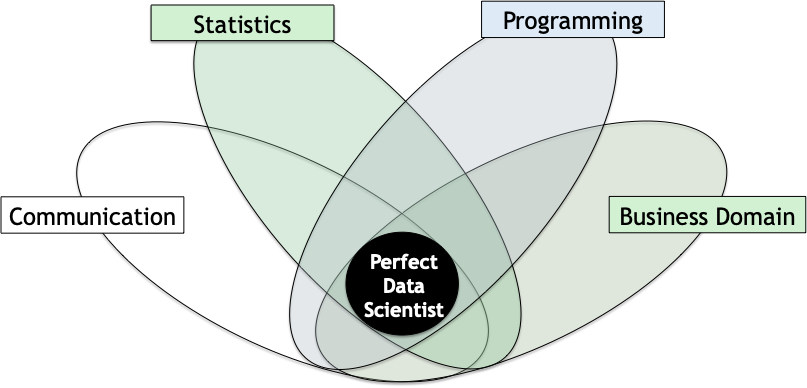 Statistics
Programming
Communication
Business Domain
Perfect
Data
Scientist